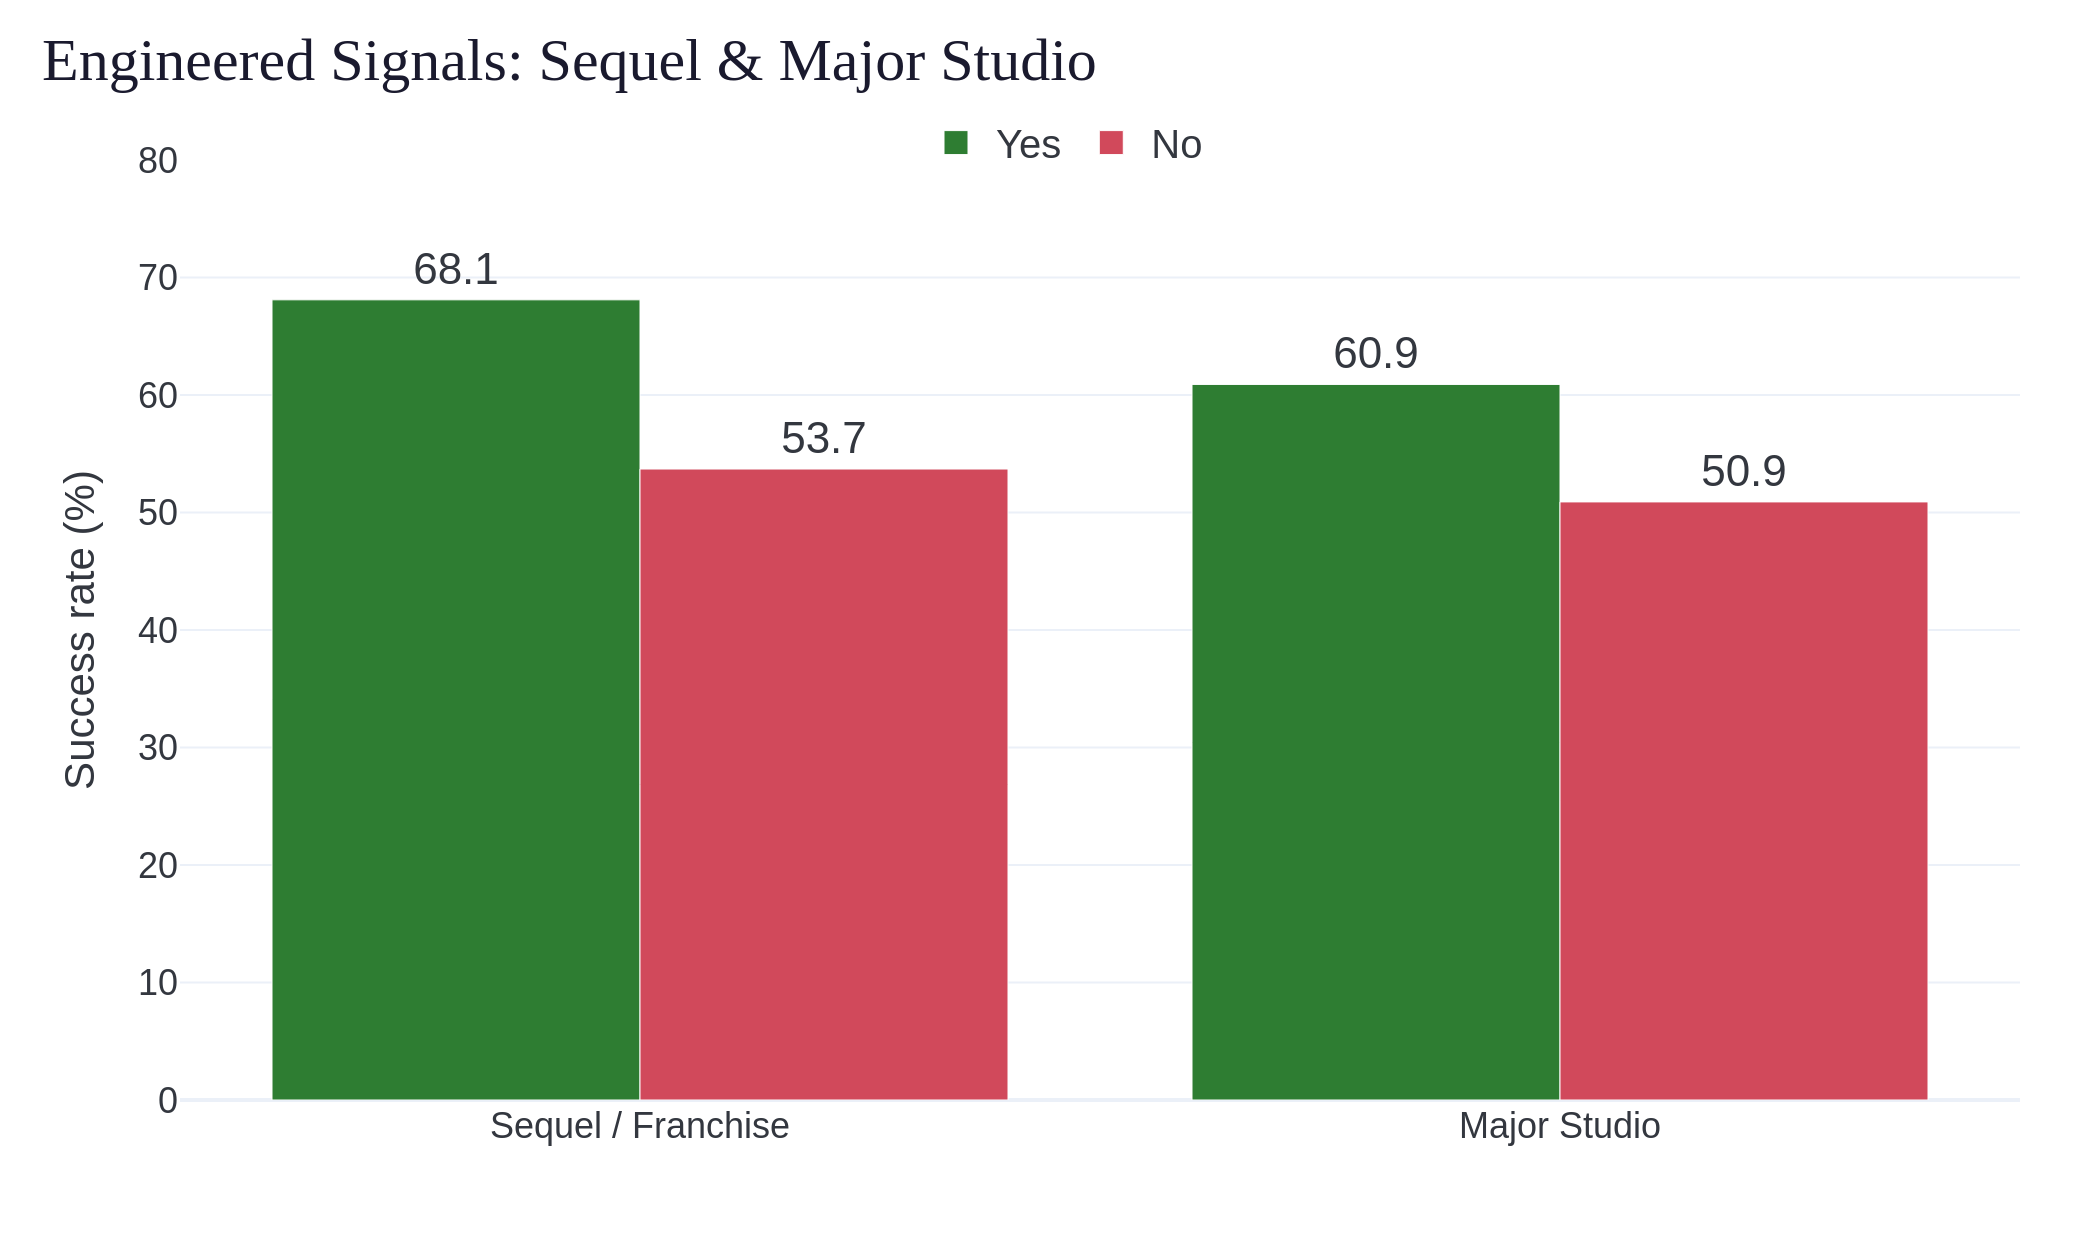 Engineered Signals: Sequel & Major Studio
Yes No
80
70
60
50
40
30
20
10
0
Success rate (%)
68.1
53.7
60.9
50.9
Sequel / Franchise
Major Studio